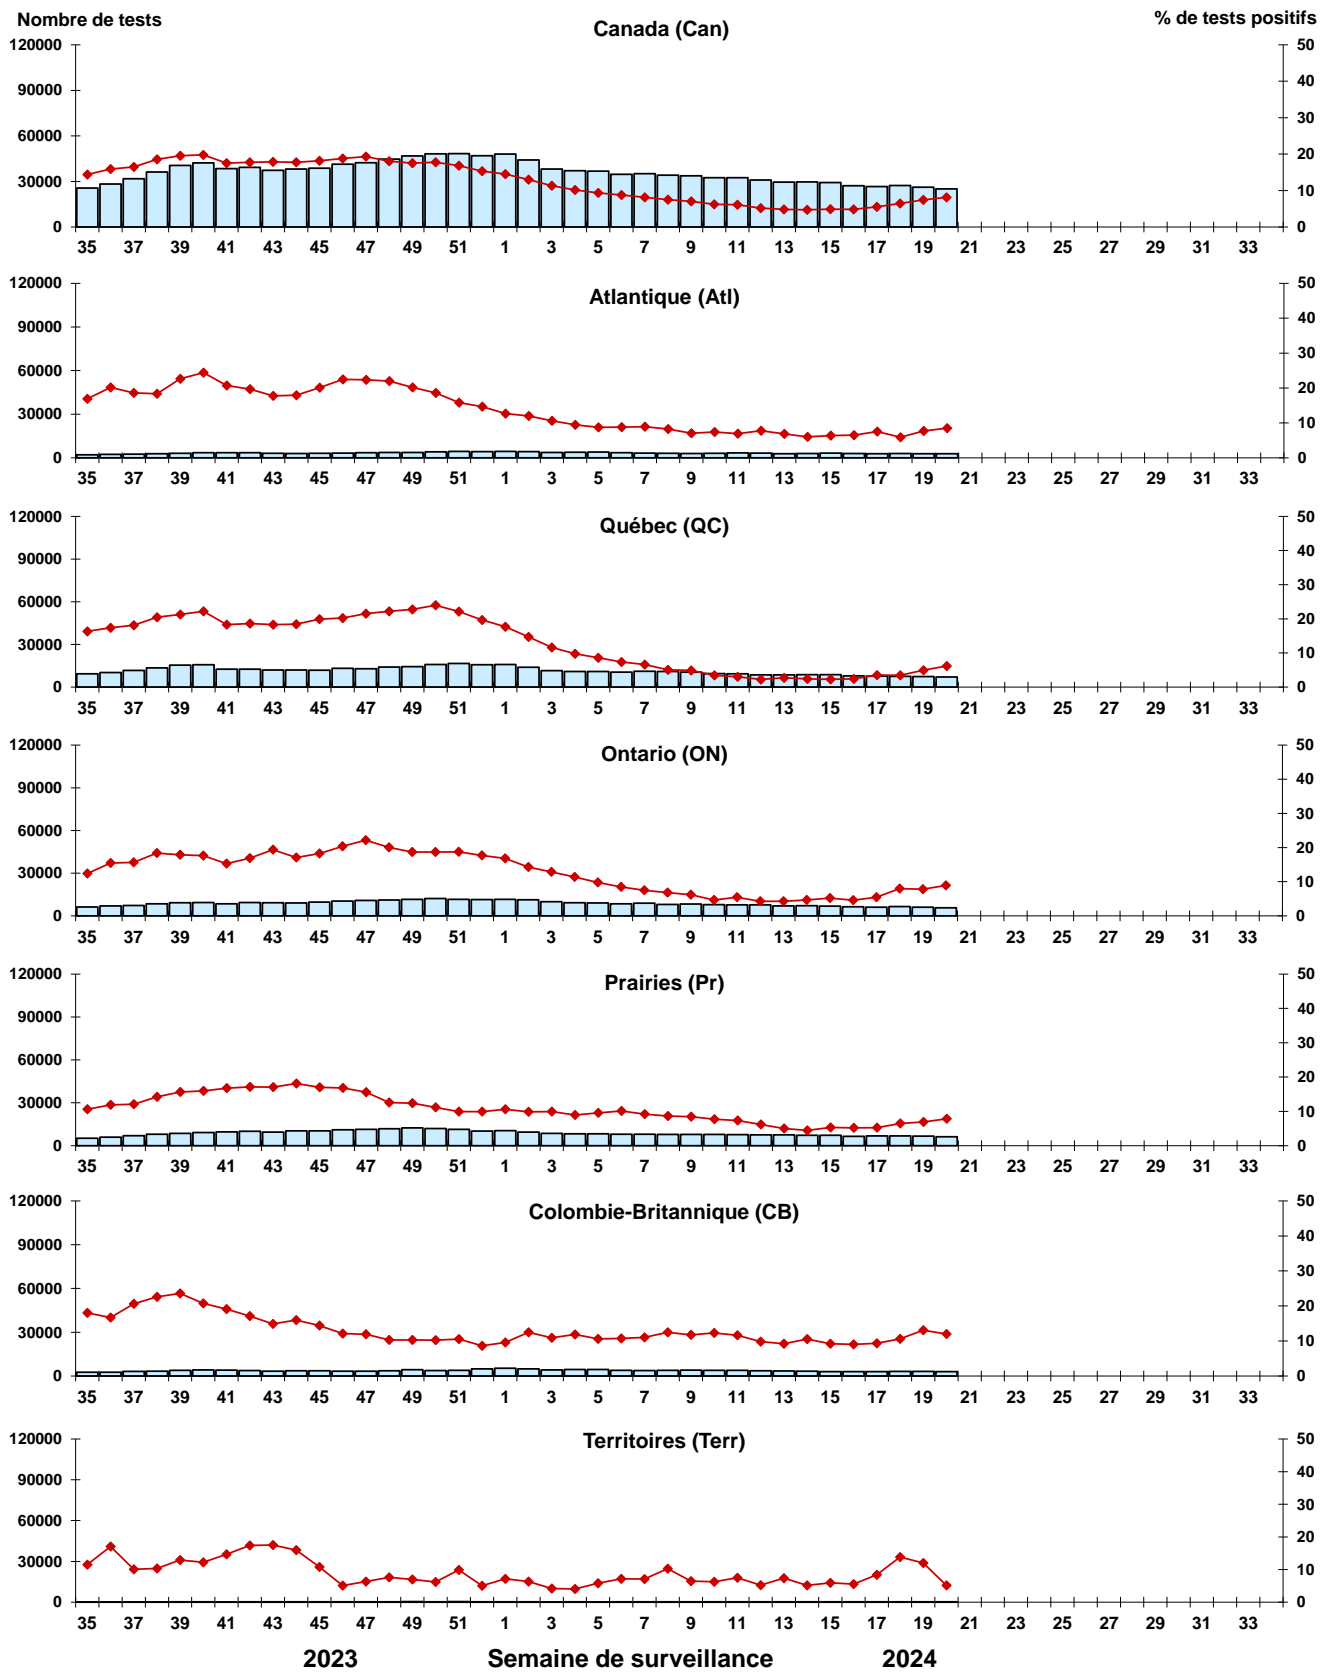 Nombre de tests
% de tests positifs
Canada (Can)
120000 90000 60000 30000 0
50 40 30 20 10 0
35 37 39 41 43 45 47 49 51 1 3 5 7 9 11 13 15 17 19 21 23 25 27 29 31 33
Atlantique (Atl)
120000 90000 60000 30000 0
50 40 30 20 10 0
35 37 39 41 43 45 47 49 51 1 3 5 7 9 11 13 15 17 19 21 23 25 27 29 31 33
Québec (QC)
120000 90000 60000 30000 0
50 40 30 20 10 0
35 37 39 41 43 45 47 49 51 1 3 5 7 9 11 13 15 17 19 21 23 25 27 29 31 33
Ontario (ON)
120000 90000 60000 30000 0
50 40 30 20 10 0
35 37 39 41 43 45 47 49 51 1 3 5 7 9 11 13 15 17 19 21 23 25 27 29 31 33
Prairies (Pr)
120000 90000 60000 30000 0
50 40 30 20 10 0
35 37 39 41 43 45 47 49 51 1 3 5 7 9 11 13 15 17 19 21 23 25 27 29 31 33
Colombie-Britannique (CB)
120000 90000 60000 30000 0
50 40 30 20 10 0
35 37 39 41 43 45 47 49 51 1 3 5 7 9 11 13 15 17 19 21 23 25 27 29 31 33
Territoires (Terr)
120000 90000 60000 30000 0
50 40 30 20 10 0
35 37 39 41 43 45 47 49 51 1 3 5 7 9 11 13 15 17 19 21 23 25 27 29 31 33
2023 Semaine de surveillance 2024